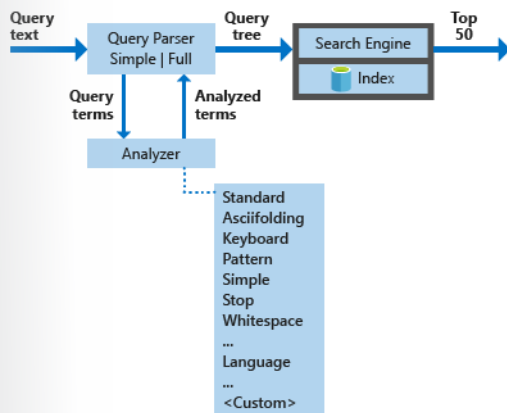 Query
text
Query Parser
Simple | Full
Query
tree
Search Engine
Index
Top
50
Query
terms
Analyzed
terms
Analyzer
Standard
Asciifolding
Keyboard
Pattern
Simple
Stop
Whitespace
...
Language
...
<Custom>